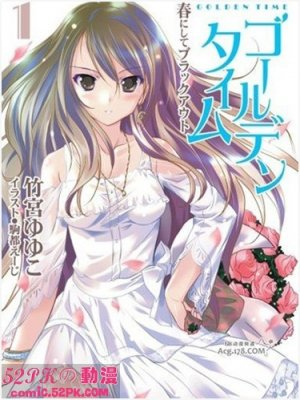 1
GOLDEN TIME
ゴールデン
タイム
春にしてブラックアウト
竹宮ゆゆこ
イラスト●駒都えーじ
Acg.178.COM
52PKの動漫
comic.52PK.COM